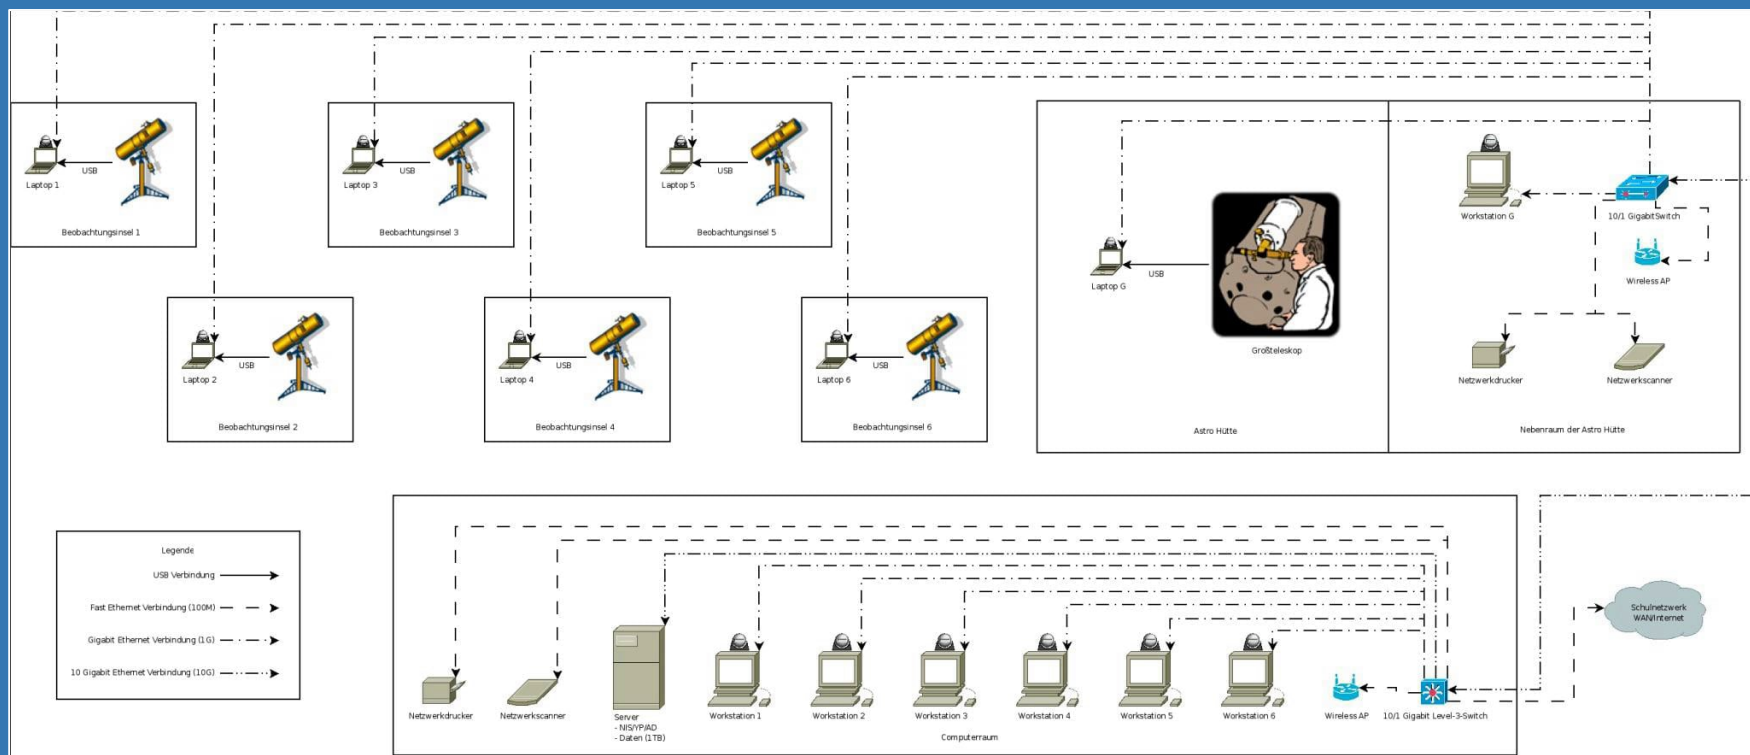 USB
Laptop 1
Beobachtungsinsel 1
USB
Laptop 3
Beobachtungsinsel 3
USB
Laptop 5
Beobachtungsinsel 5
USB
Laptop 2
Beobachtungsinsel 2
USB
Laptop 4
Beobachtungsinsel 4
USB
Laptop 6
Beobachtungsinsel 6
USB
Laptop G
Großteleskop
Astro Hütte
Workstation G
10/1 GigabitSwitch
Wireless AP
Netzwerkdrucker
Netzwerkscanner
Nebenraum der Astro Hütte
Legende
USB Verbindung
Fast Ethernet Verbindung (100M)
Gigabit Ethernet Verbindung (1G)
10 Gigabit Ethernet Verbindung (10G)
Netzwerkdrucker
Netzwerkscanner
Server
- NIS/YP/AD
- Daten (1TB)
Workstation 1
Workstation 2
Workstation 3
Workstation 4
Workstation 5
Workstation 6
Wireless AP
10/1 Gigabit Level-3-Switch
Computerraum
Schulnetzwerk
WAN/Internet